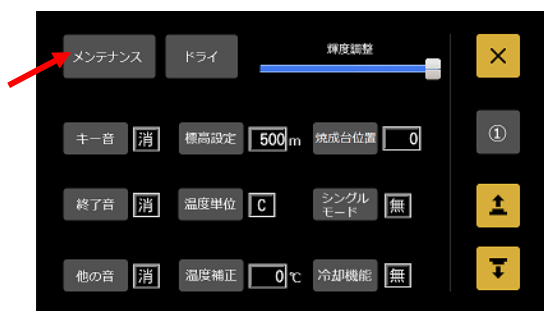 メンテナンス ドライ 輝度調整 ×
キー音 消 標高設定 500 m 焼成台位置 0 ①
終了音 消 温度単位 C シングル
モード 無
他の音 消 温度補正 0 ℃ 冷却機能 無